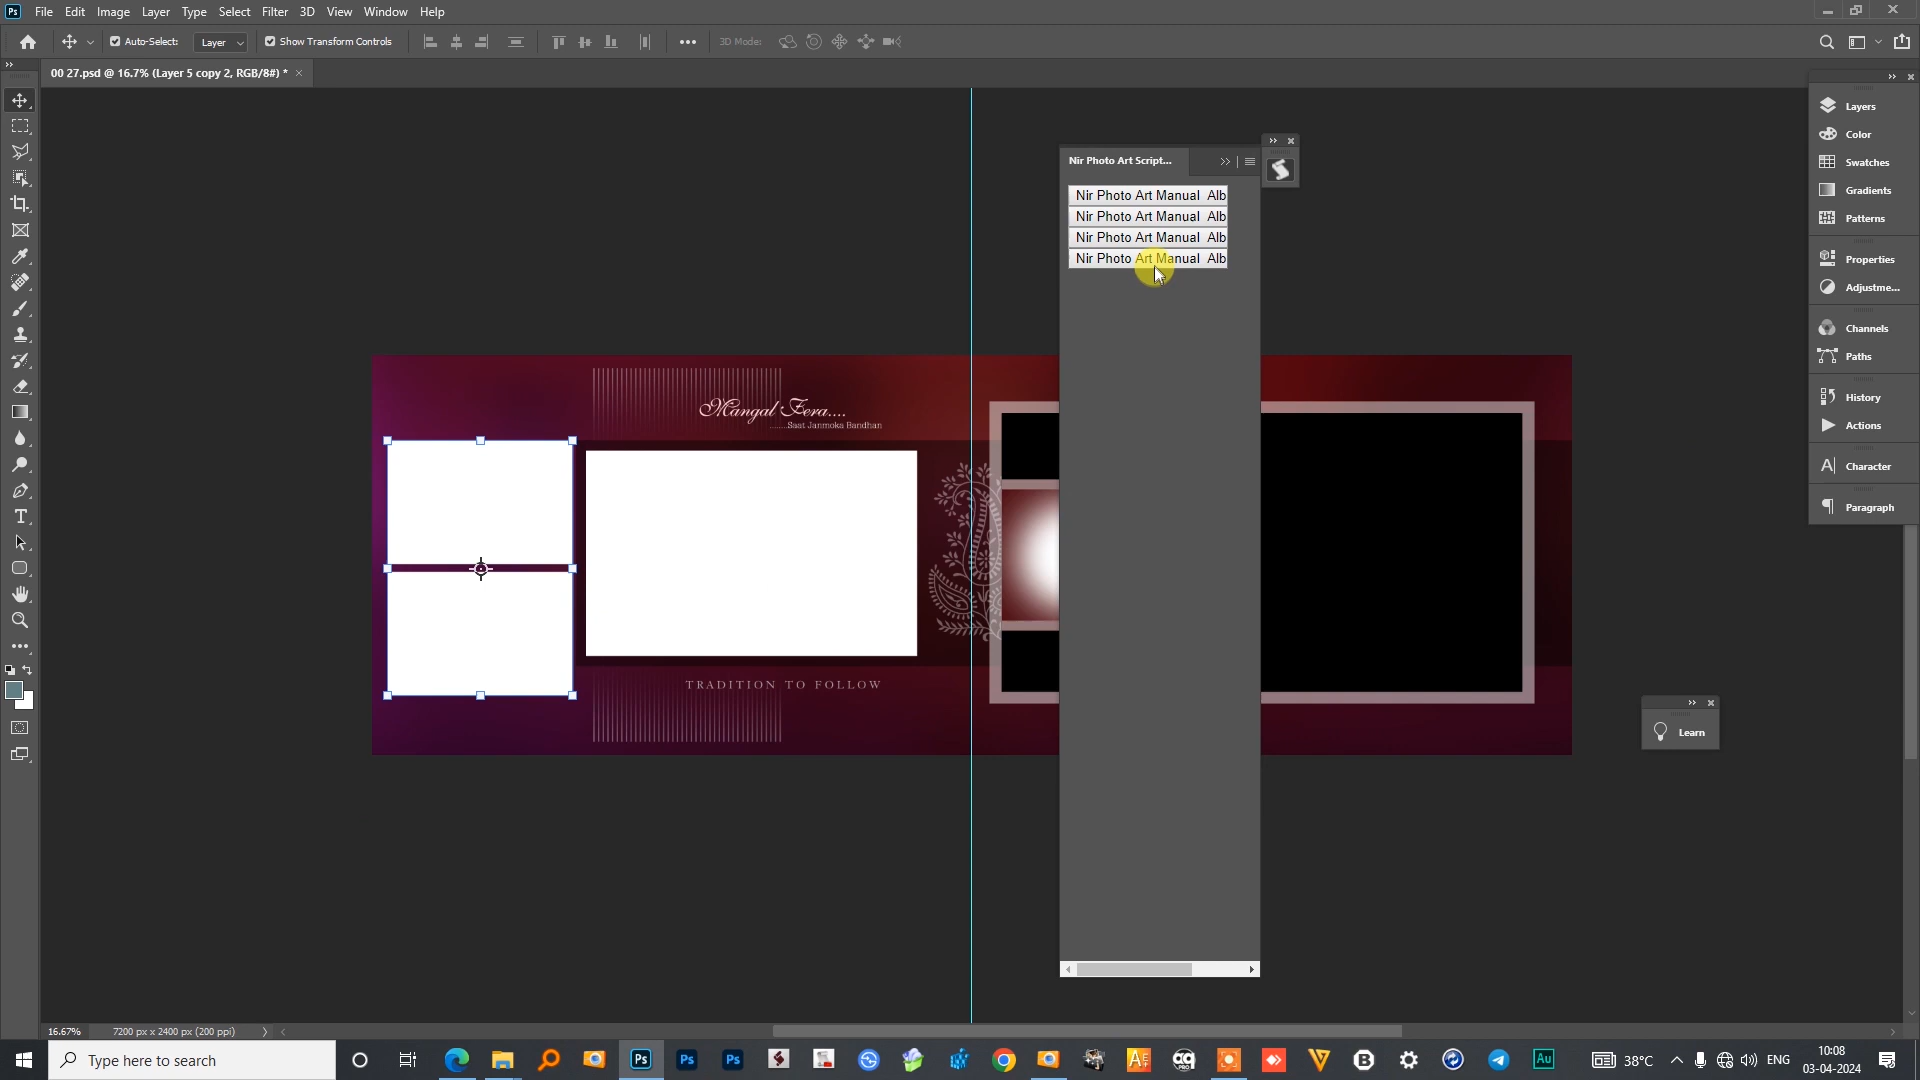 Ps File Edit Image Layer Type Select Filter 3D View Window Help
Auto-Select: Layer Show Transform Controls 3D Mode:
00 27.psd @ 16.7% (Layer 5 copy 2, RGB/8#) *
Nir Photo Art Script...
Nir Photo Art Manual Alb
Nir Photo Art Manual Alb
Nir Photo Art Manual Alb
Nir Photo Art Manual Alb
Layers
Color
Swatches
Gradients
Patterns
Properties
Adjustme...
Channels
Paths
History
Actions
Character
Paragraph
Mangal Fera....
.......Saat Janmoka Bandhan
TRADITION TO FOLLOW
Learn
16.67% 7200 px x 2400 px (200 ppi)
Type here to search
Ps Ps Ps Au
38°C ENG
10:08
03-04-2024